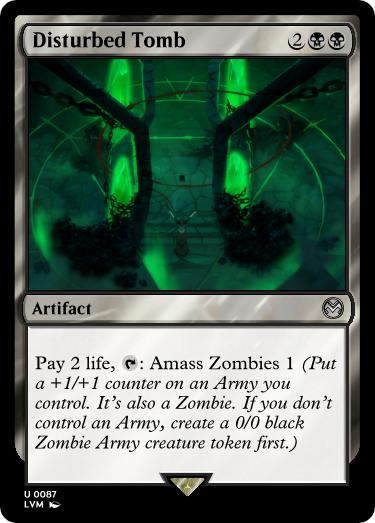 Disturbed Tomb 2
Artifact
Pay 2 life, : Amass Zombies 1 (Put
a +1/+1 counter on an Army you
control. It's also a Zombie. If you don't
control an Army, create a 0/0 black
Zombie Army creature token first.)
U 0087
LVM